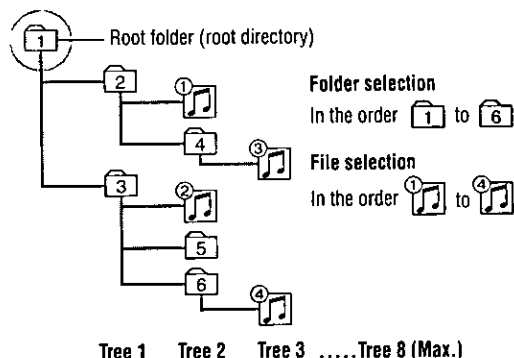 1 Root folder (root directory)
2
①
4
③
3
②
5
6
④
Folder selection
In the order 1 to 6
File selection
In the order ① to ④
Tree 1 Tree 2 Tree 3 .....Tree 8 (Max.)